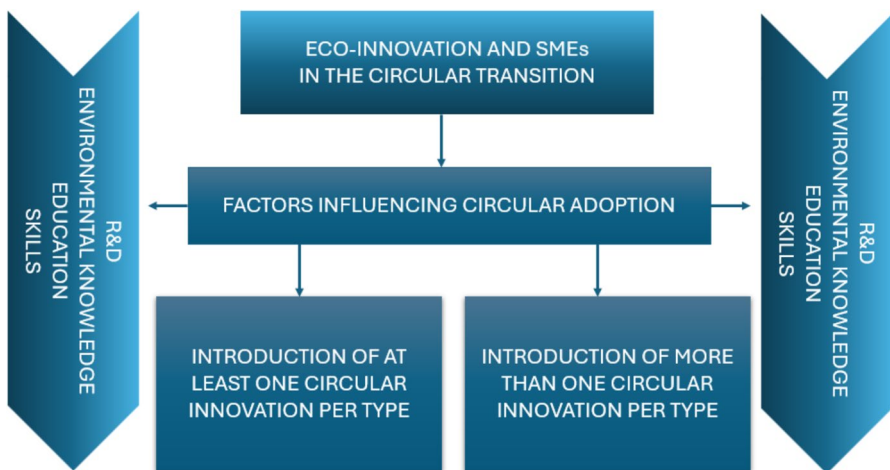 ECO-INNOVATION AND SMEs
IN THE CIRCULAR TRANSITION
R&D
ENVIRONMENTAL KNOWLEDGE
EDUCATION
SKILLS
FACTORS INFLUENCING CIRCULAR ADOPTION
R&D
ENVIRONMENTAL KNOWLEDGE
EDUCATION
SKILLS
INTRODUCTION OF AT
LEAST ONE CIRCULAR
INNOVATION PER TYPE
INTRODUCTION OF MORE
THAN ONE CIRCULAR
INNOVATION PER TYPE